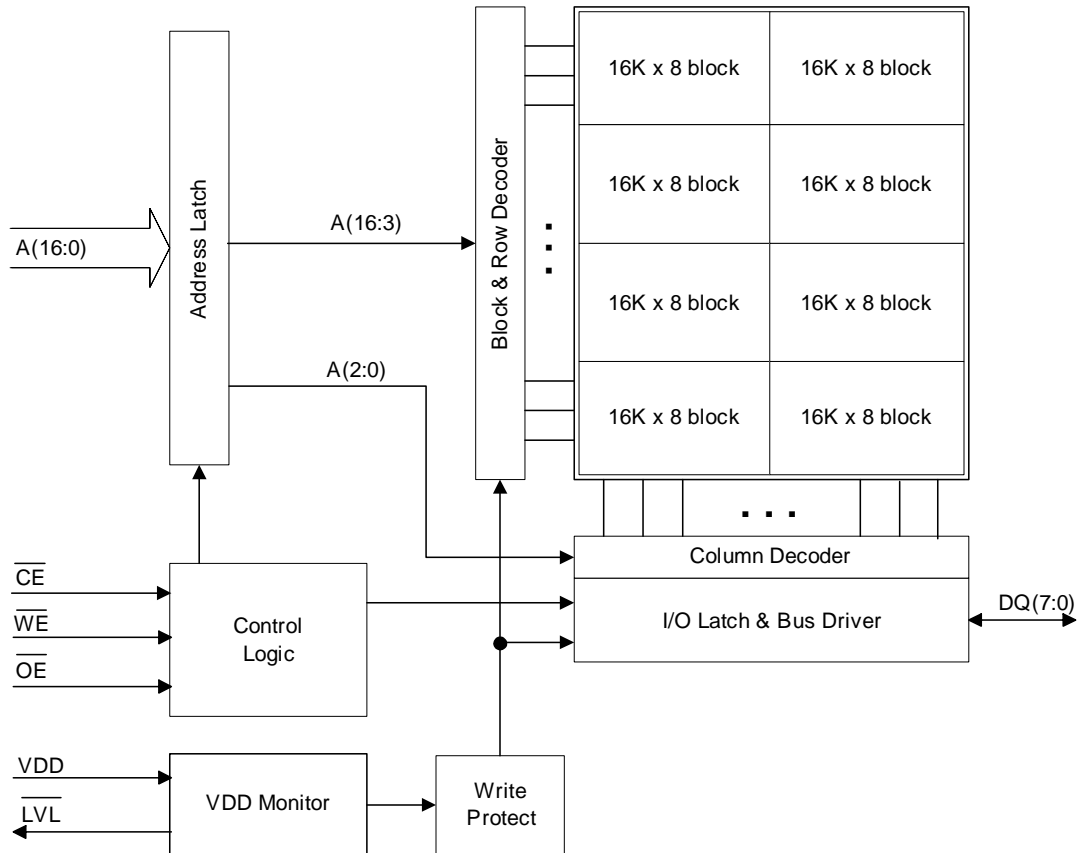 16K x 8 block 16K x 8 block
16K x 8 block 16K x 8 block
16K x 8 block 16K x 8 block
16K x 8 block 16K x 8 block
Address Latch
Block & Row Decoder
A(16:0)
A(16:3)
A(2:0)
Column Decoder
I/O Latch & Bus Driver
DQ(7:0)
CE
WE
OE
Control
Logic
VDD
LVL
VDD Monitor
Write
Protect